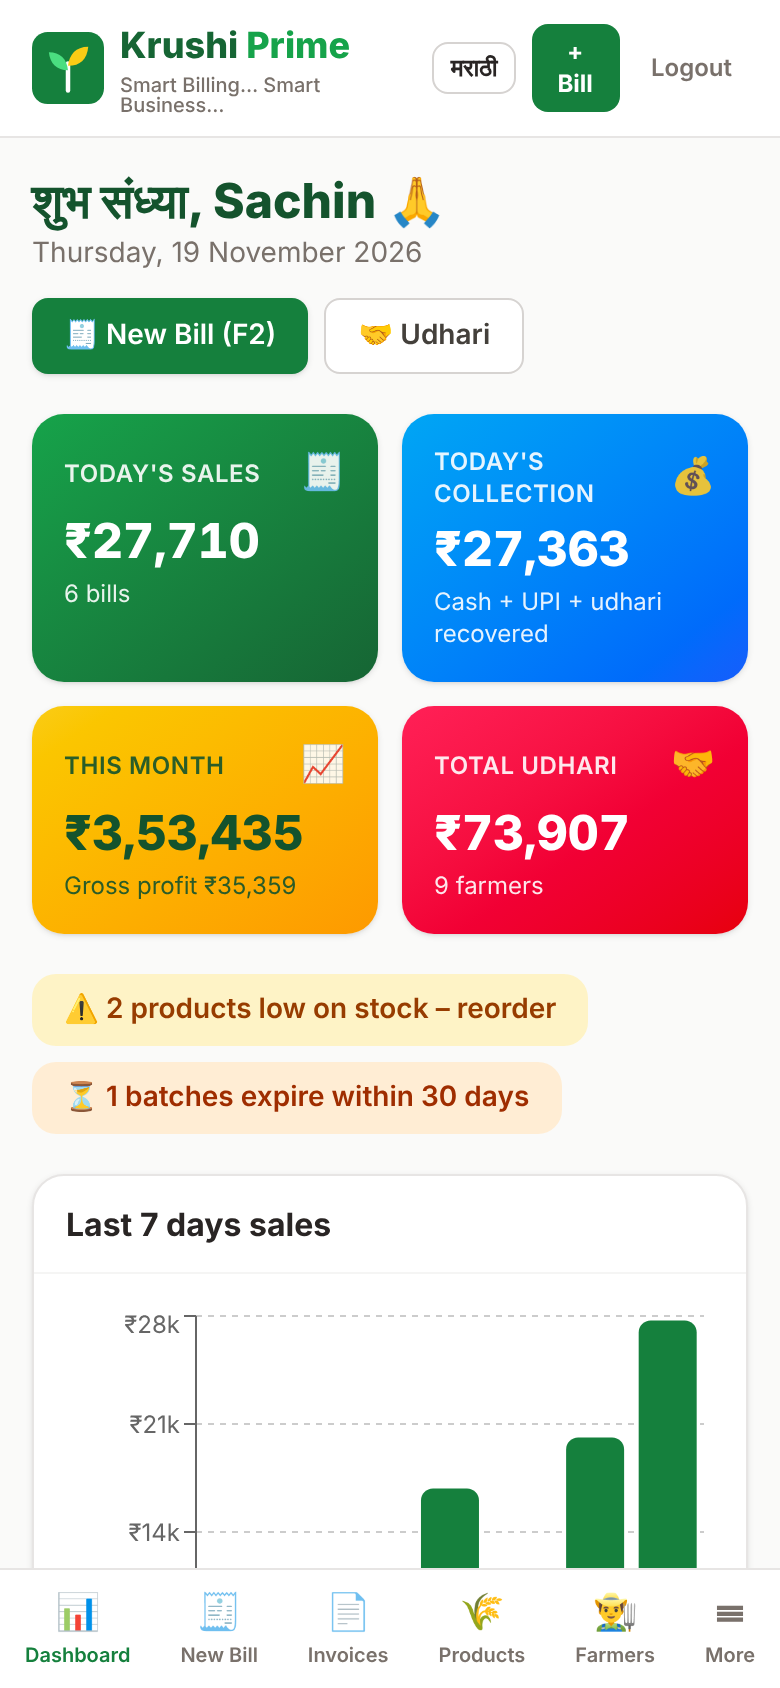 Krushi Prime
Smart Billing... Smart
Business...
मराठी
+
Bill
Logout
शुभ संध्या, Sachin 🙏
Thursday, 19 November 2026
🧾 New Bill (F2)
🤝 Udhari
TODAY'S SALES
₹27,710
6 bills
TODAY'S
COLLECTION
₹27,363
Cash + UPI + udhari
recovered
THIS MONTH
₹3,53,435
Gross profit ₹35,359
TOTAL UDHARI
₹73,907
9 farmers
⚠️ 2 products low on stock – reorder
⏳ 1 batches expire within 30 days
Last 7 days sales
₹28k
₹21k
₹14k
Dashboard
New Bill
Invoices
Products
Farmers
More